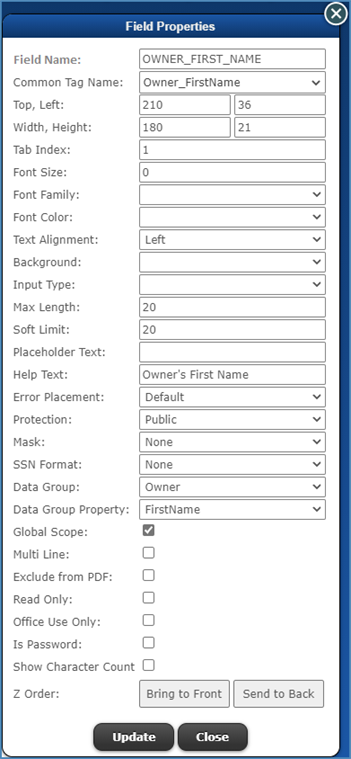 Field Properties
Field Name: OWNER_FIRST_NAME
Common Tag Name: Owner_FirstName
Top, Left: 210 36
Width, Height: 180 21
Tab Index: 1
Font Size: 0
Font Family:
Font Color:
Text Alignment: Left
Background:
Input Type:
Max Length: 20
Soft Limit: 20
Placeholder Text:
Help Text: Owner's First Name
Error Placement: Default
Protection: Public
Mask: None
SSN Format: None
Data Group: Owner
Data Group Property: FirstName
Global Scope:
Multi Line:
Exclude from PDF:
Read Only:
Office Use Only:
Is Password:
Show Character Count
Z Order: Bring to Front Send to Back
Update Close